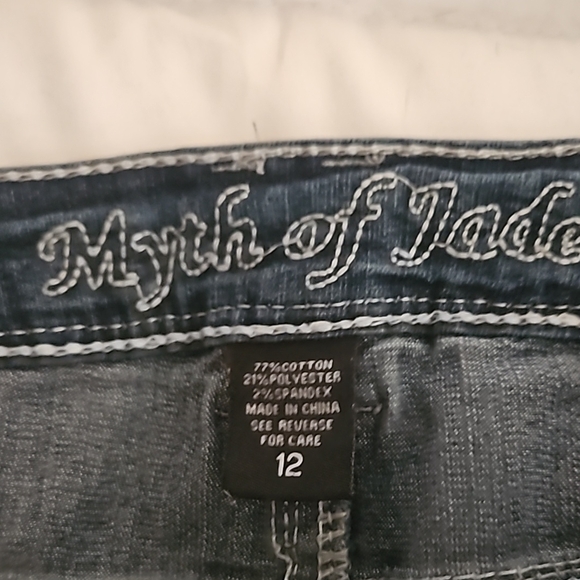 Myth of Jade
77%COTTON
21%POLYESTER
2%SPANDEX
MADE IN CHINA
SEE REVERSE
FOR CARE
12